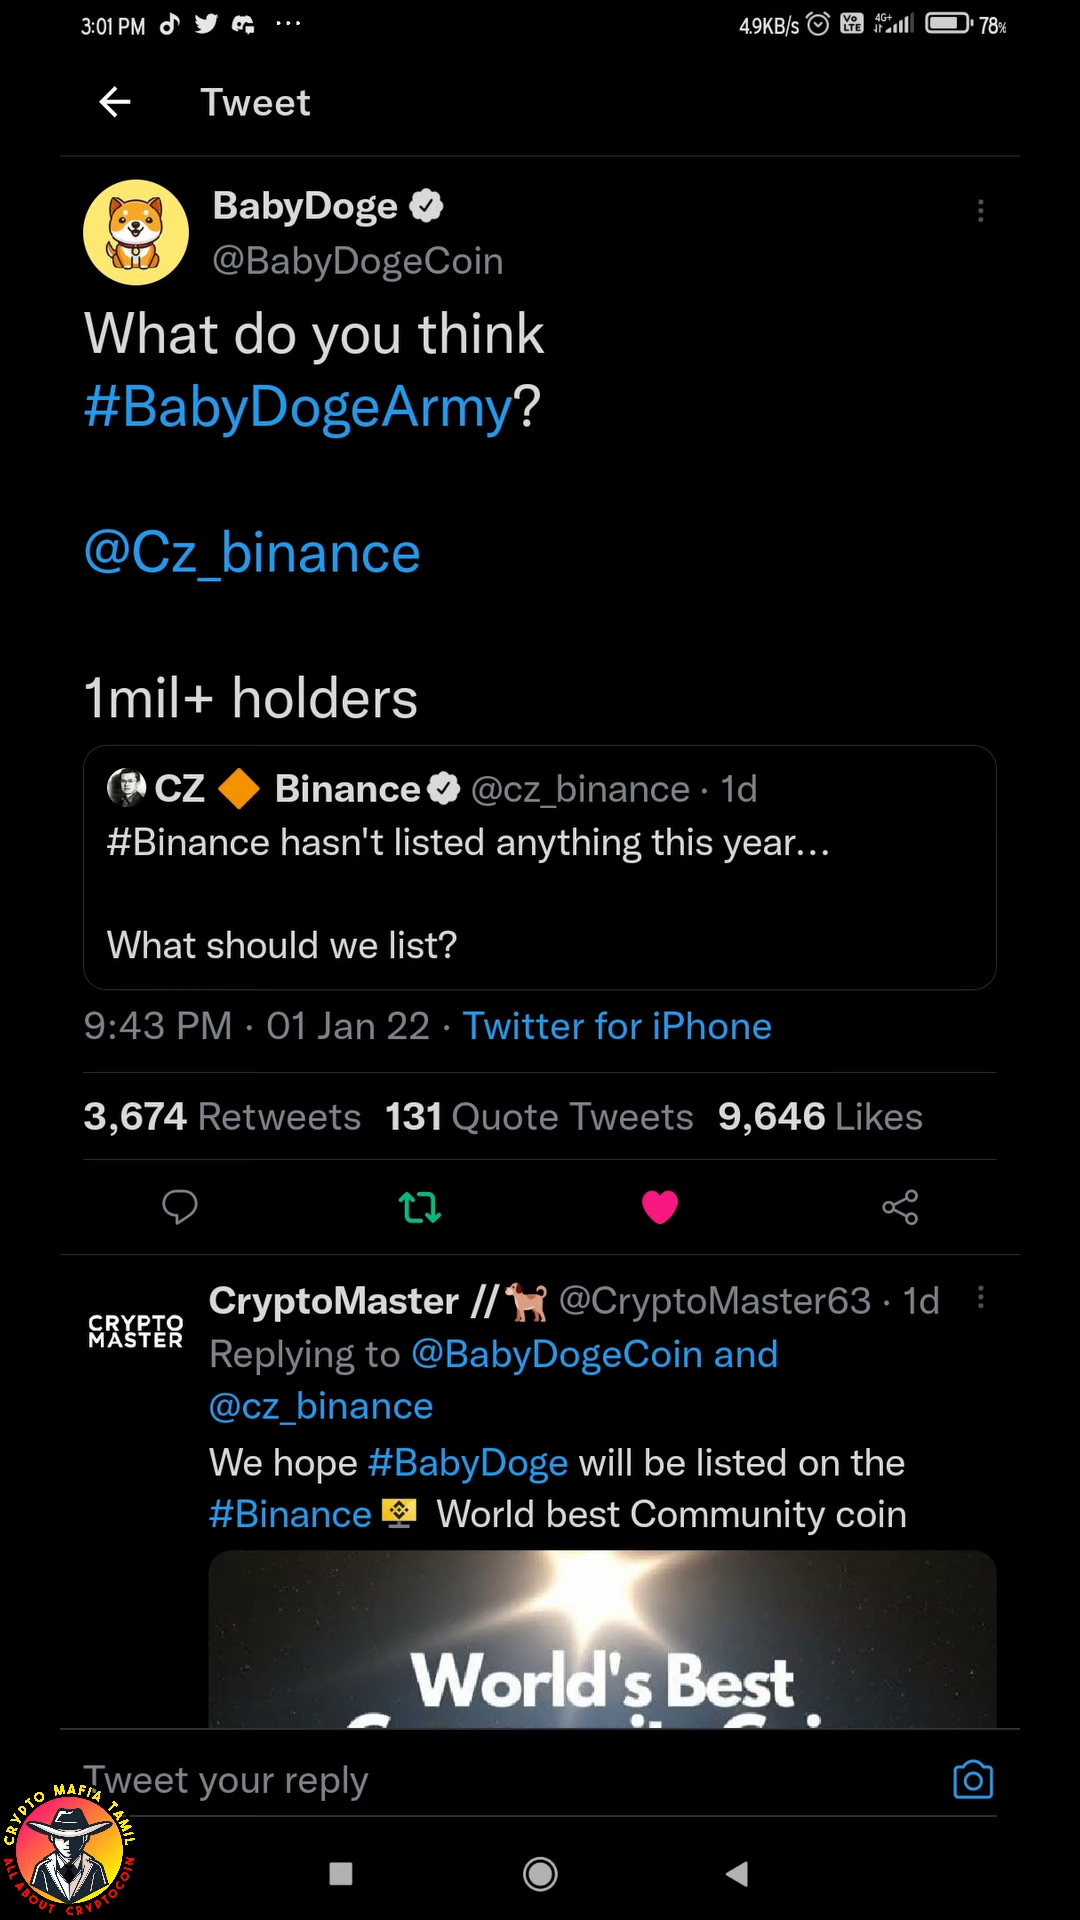 3:01 PM ... 4.9KB/s Vo LTE 4G+ 78%
Tweet
BabyDoge
@BabyDogeCoin
What do you think
#BabyDogeArmy?
@Cz_binance
1mil+ holders
CZ 🔶 Binance @cz_binance · 1d
#Binance hasn't listed anything this year...
What should we list?
9:43 PM · 01 Jan 22 · Twitter for iPhone
3,674 Retweets 131 Quote Tweets 9,646 Likes
CRYPTO
MASTER
CryptoMaster //🐕 @CryptoMaster63 · 1d
Replying to @BabyDogeCoin and
@cz_binance
We hope #BabyDoge will be listed on the
#Binance World best Community coin
World's Best
Tweet your reply
CRYPTO MAFIA TAMIL
ALL ABOUT CRYPTOCOIN